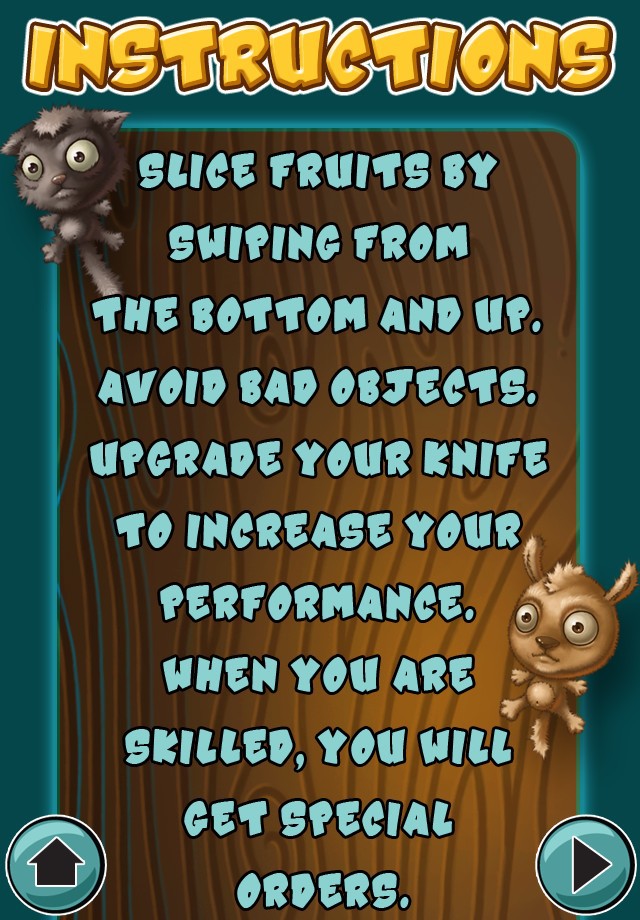 INSTRUCTIONS
SLICE FRUITS BY
SWIPING FROM
THE BOTTOM AND UP.
AVOID BAD OBJECTS.
UPGRADE YOUR KNIFE
TO INCREASE YOUR
PERFORMANCE.
WHEN YOU ARE
SKILLED, YOU WILL
GET SPECIAL
ORDERS.